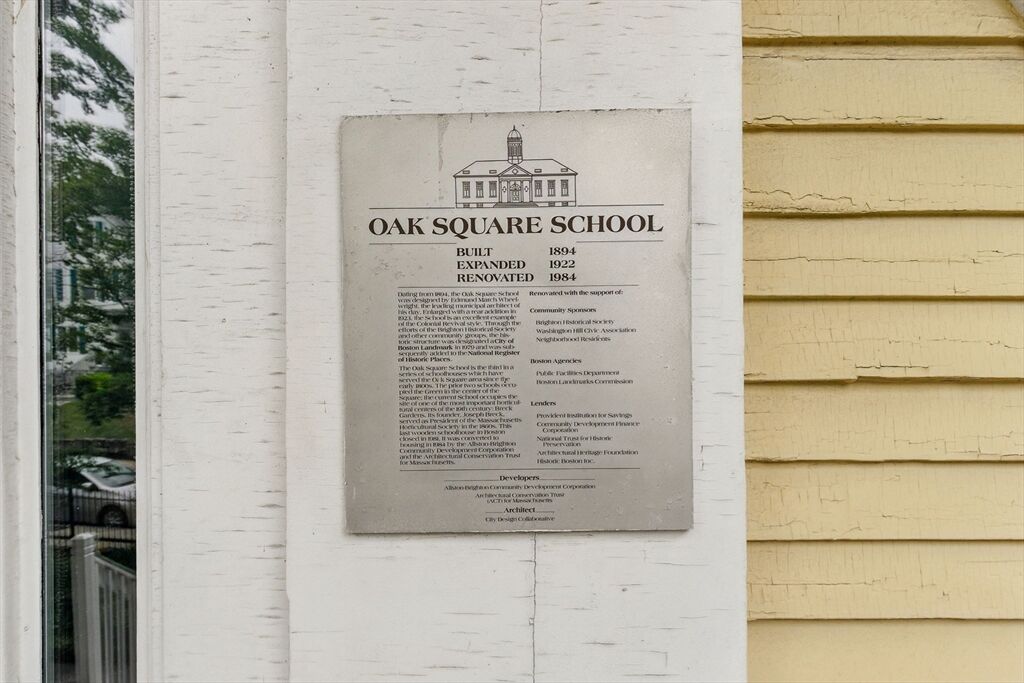 OAK SQUARE SCHOOL
BUILT 1894
EXPANDED 1922
RENOVATED 1984
Dating from 1894, the Oak Square School
was designed by Edmund March Wheel-
wright, the leading municipal architect of
his day. Enlarged with a rear addition in
1923, the School is an excellent example
of the Colonial Revival style. Through the
efforts of the Brighton Historical Society
and other community groups, the his-
toric structure was designated a City of
Boston Landmark in 1979 and was sub-
sequently added to the National Register
of Historic Places.
The Oak Square School is the third in a
series of schoolhouses which have
served the Oak Square area since the
early 1800s. The prior two schools occu-
pied the Green in the center of the
Square; the current School occupies the
site of one of the most important horticul-
tural centers of the 19th century: Breck
Gardens. Its founder, Joseph Breck,
served as President of the Massachusetts
Horticultural Society in the 1860s. This
last wooden schoolhouse in Boston
closed in 1981. It was converted to
housing in 1984 by the Allston-Brighton
Community Development Corporation
and the Architectural Conservation Trust
for Massachusetts.
Renovated with the support of:
Community Sponsors
Brighton Historical Society
Washington Hill Civic Association
Neighborhood Residents
Boston Agencies
Public Facilities Department
Boston Landmarks Commission
Lenders
Provident Institution for Savings
Community Development Finance
Corporation
National Trust for Historic
Preservation
Architectural Heritage Foundation
Historic Boston Inc.
Developers
Allston-Brighton Community Development Corporation
Architectural Conservation Trust
(ACT) for Massachusetts
Architect
City Design Collaborative